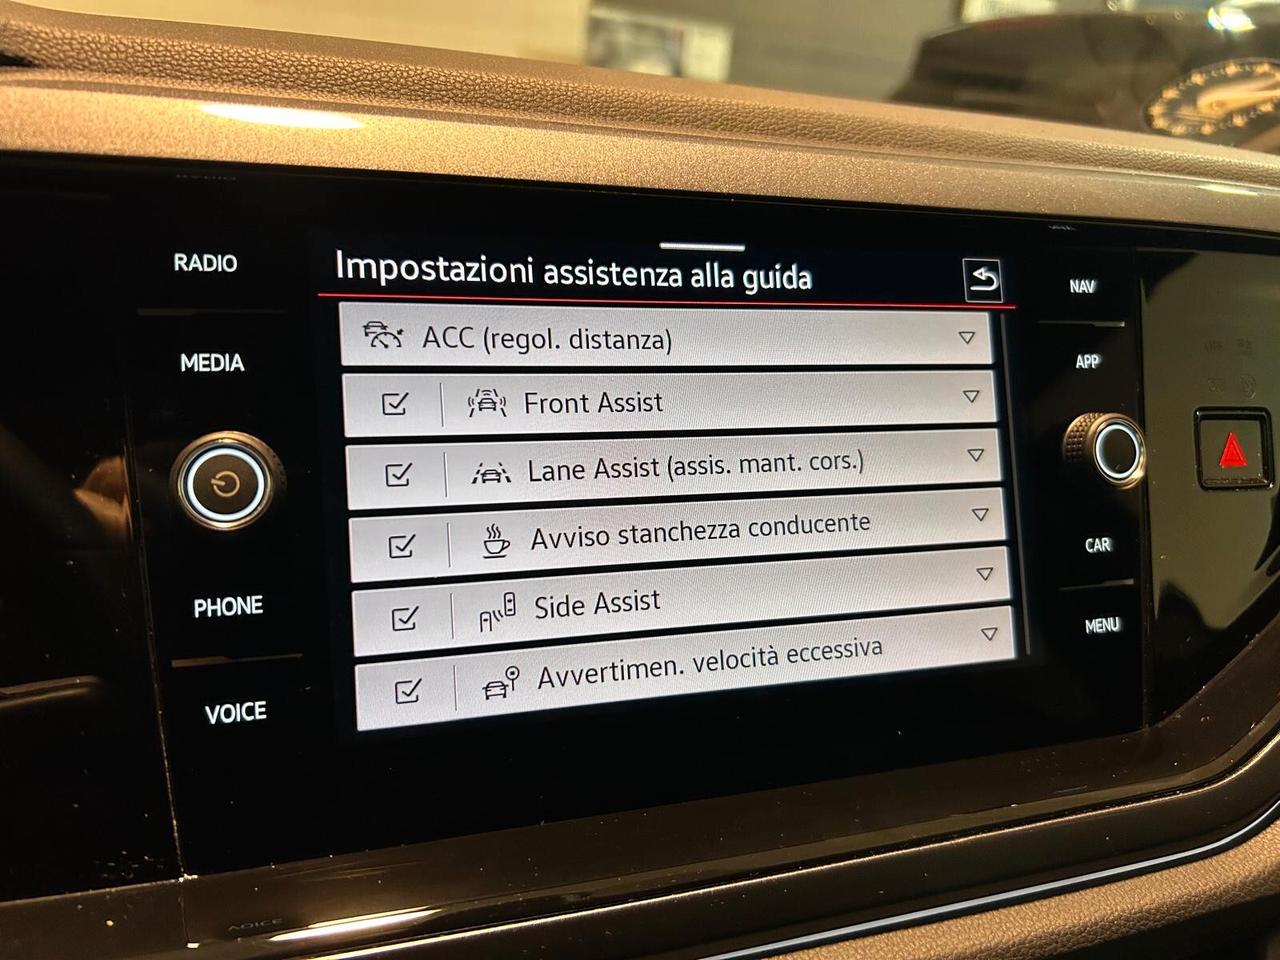 RADIO
MEDIA
PHONE
VOICE
Impostazioni assistenza alla guida
ACC (regol. distanza)
Front Assist
Lane Assist (assis. mant. cors.)
Avviso stanchezza conducente
Side Assist
Avvertimen. velocità eccessiva
NAV
APP
CAR
MENU